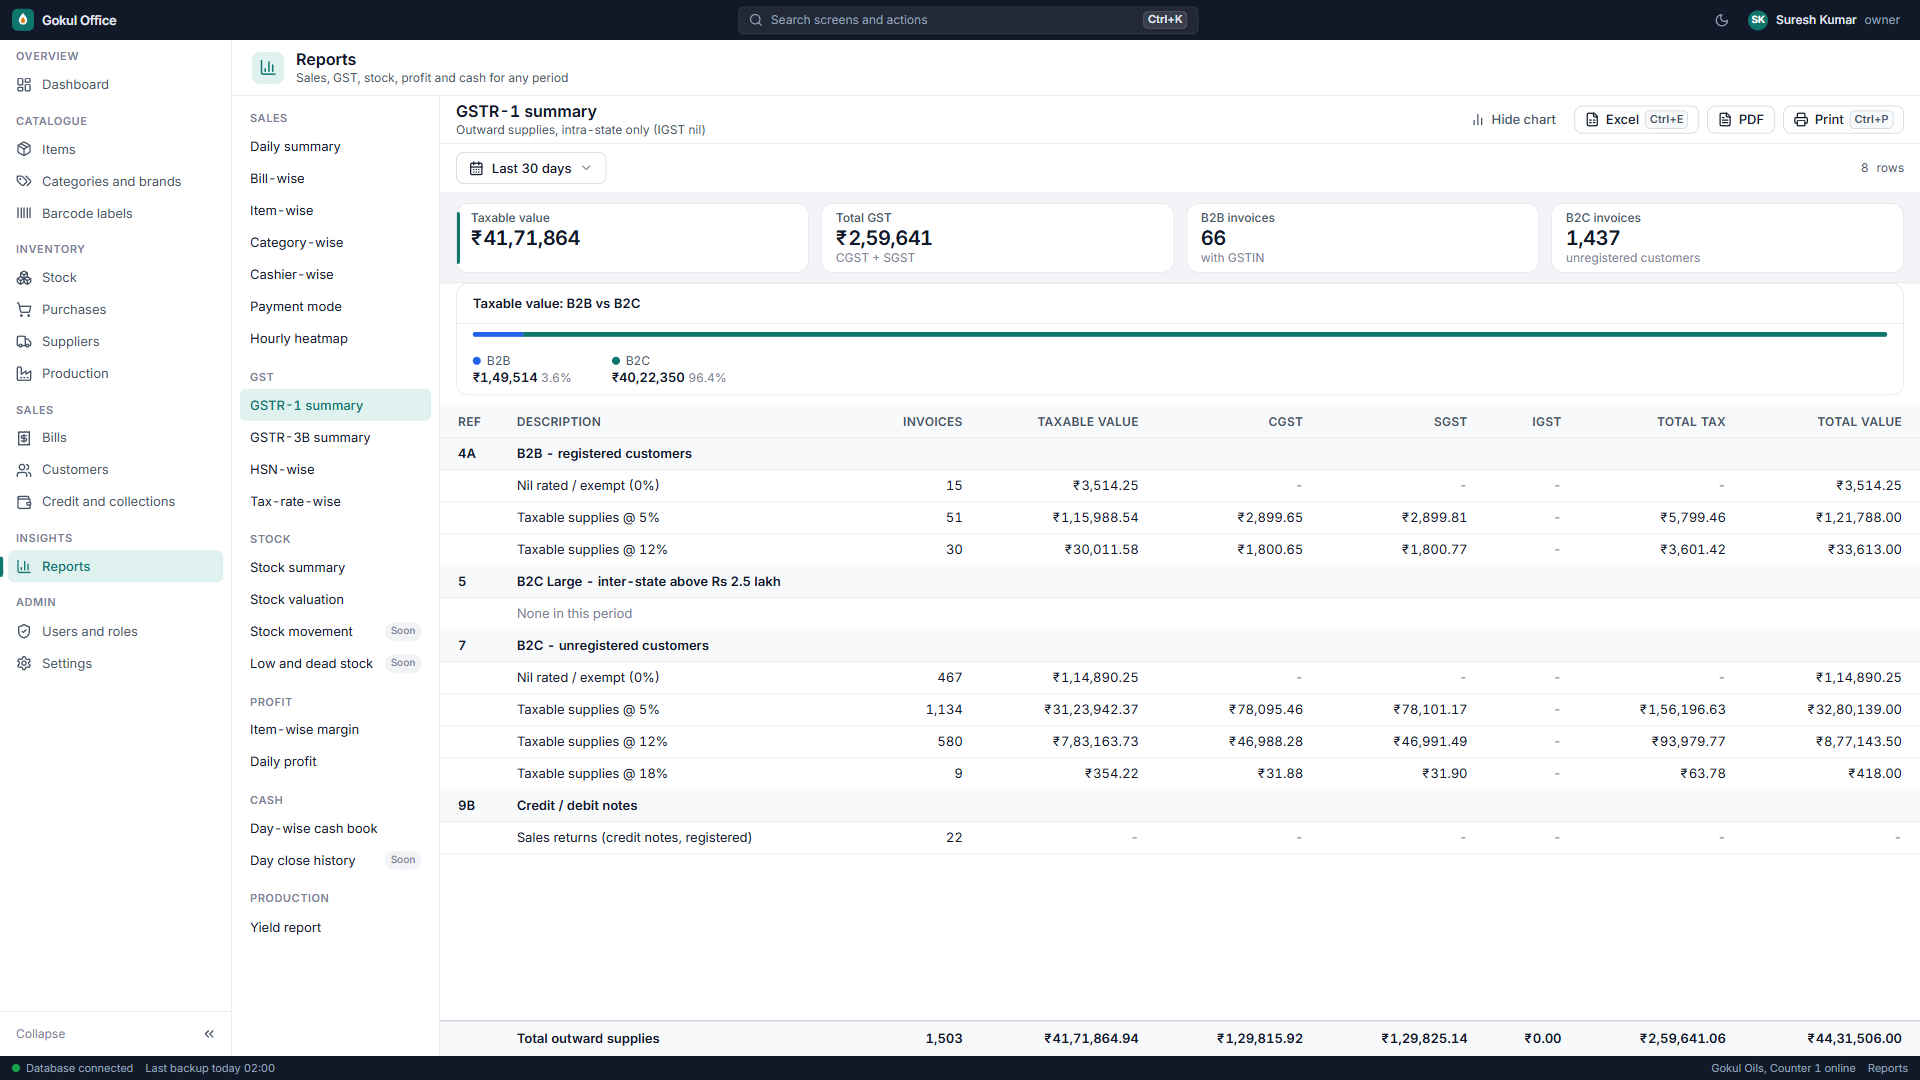 Gokul Office
Search screens and actions Ctrl+K
SK Suresh Kumar owner
OVERVIEW
Dashboard
CATALOGUE
Items
Categories and brands
Barcode labels
INVENTORY
Stock
Purchases
Suppliers
Production
SALES
Bills
Customers
Credit and collections
INSIGHTS
Reports
ADMIN
Users and roles
Settings
Collapse
Reports
Sales, GST, stock, profit and cash for any period
SALES
Daily summary
Bill-wise
Item-wise
Category-wise
Cashier-wise
Payment mode
Hourly heatmap
GST
GSTR-1 summary
GSTR-3B summary
HSN-wise
Tax-rate-wise
STOCK
Stock summary
Stock valuation
Stock movement Soon
Low and dead stock Soon
PROFIT
Item-wise margin
Daily profit
CASH
Day-wise cash book
Day close history Soon
PRODUCTION
Yield report
GSTR-1 summary
Outward supplies, intra-state only (IGST nil)
Hide chart Excel Ctrl+E PDF Print Ctrl+P
Last 30 days 8 rows
Taxable value
₹41,71,864
Total GST
₹2,59,641
CGST + SGST
B2B invoices
66
with GSTIN
B2C invoices
1,437
unregistered customers
Taxable value: B2B vs B2C
B2B
₹1,49,514 3.6%
B2C
₹40,22,350 96.4%
REF DESCRIPTION INVOICES TAXABLE VALUE CGST SGST IGST TOTAL TAX TOTAL VALUE
4A B2B - registered customers
Nil rated / exempt (0%) 15 ₹3,514.25 - - - - ₹3,514.25
Taxable supplies @ 5% 51 ₹1,15,988.54 ₹2,899.65 ₹2,899.81 - ₹5,799.46 ₹1,21,788.00
Taxable supplies @ 12% 30 ₹30,011.58 ₹1,800.65 ₹1,800.77 - ₹3,601.42 ₹33,613.00
5 B2C Large - inter-state above Rs 2.5 lakh
None in this period
7 B2C - unregistered customers
Nil rated / exempt (0%) 467 ₹1,14,890.25 - - - - ₹1,14,890.25
Taxable supplies @ 5% 1,134 ₹31,23,942.37 ₹78,095.46 ₹78,101.17 - ₹1,56,196.63 ₹32,80,139.00
Taxable supplies @ 12% 580 ₹7,83,163.73 ₹46,988.28 ₹46,991.49 - ₹93,979.77 ₹8,77,143.50
Taxable supplies @ 18% 9 ₹354.22 ₹31.88 ₹31.90 - ₹63.78 ₹418.00
9B Credit / debit notes
Sales returns (credit notes, registered) 22 - - - - - -
Total outward supplies 1,503 ₹41,71,864.94 ₹1,29,815.92 ₹1,29,825.14 ₹0.00 ₹2,59,641.06 ₹44,31,506.00
Database connected Last backup today 02:00
Gokul Oils, Counter 1 online Reports